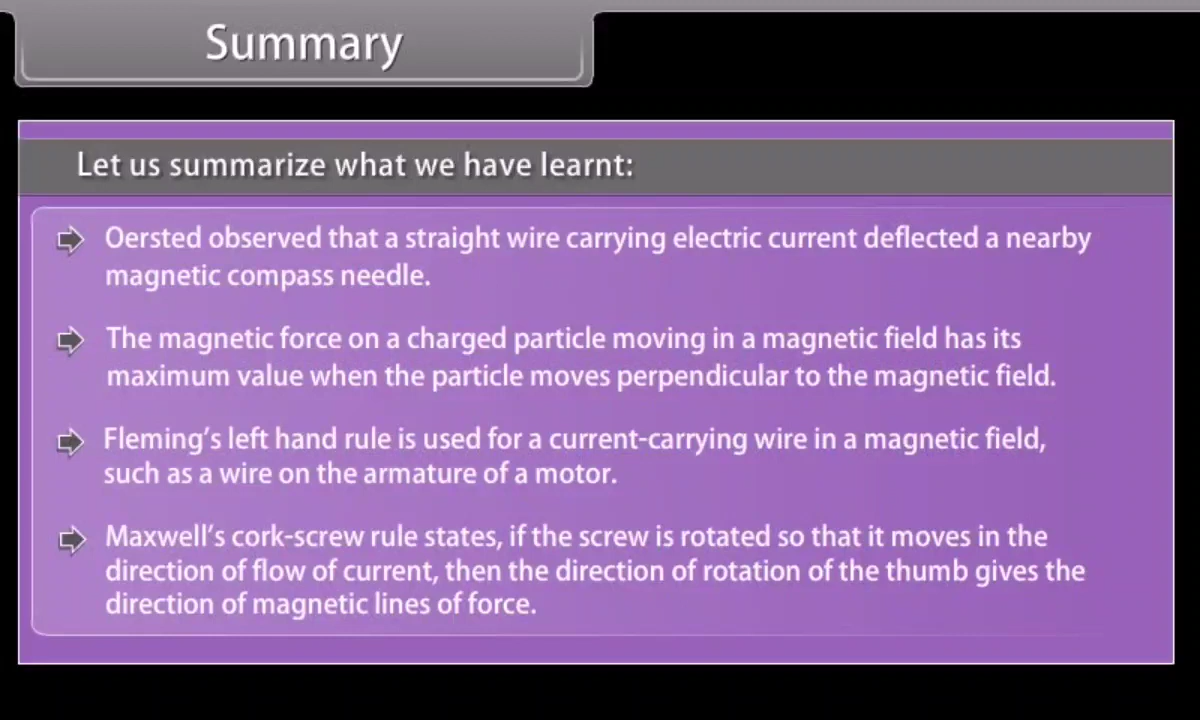 Summary
Let us summarize what we have learnt:
Oersted observed that a straight wire carrying electric current deflected a nearby
magnetic compass needle.
The magnetic force on a charged particle moving in a magnetic field has its
maximum value when the particle moves perpendicular to the magnetic field.
Fleming's left hand rule is used for a current-carrying wire in a magnetic field,
such as a wire on the armature of a motor.
Maxwell's cork-screw rule states, if the screw is rotated so that it moves in the
direction of flow of current, then the direction of rotation of the thumb gives the
direction of magnetic lines of force.